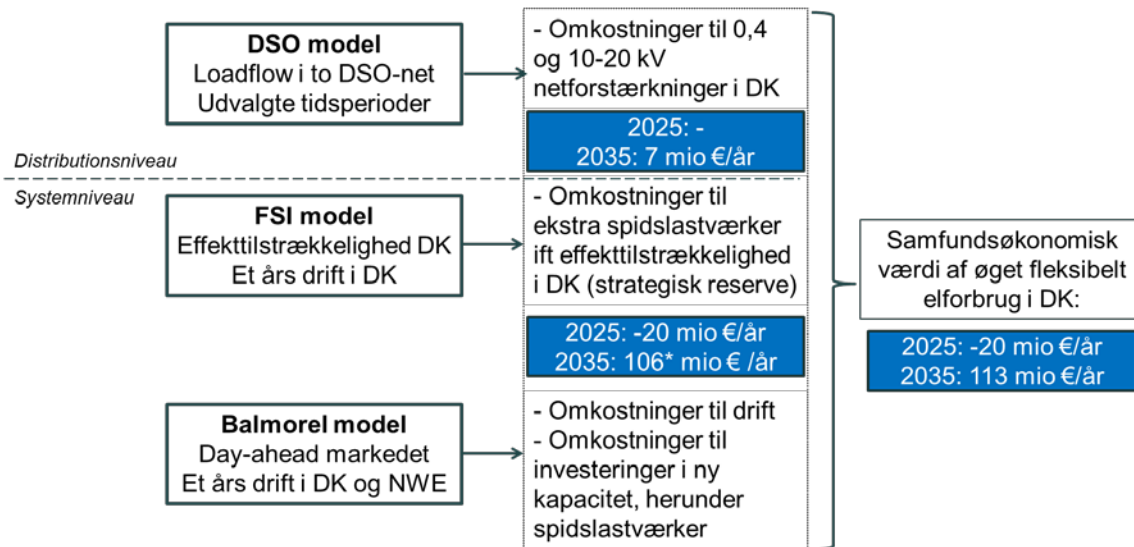 DSO model
Loadflow i to DSO-net
Udvalgte tidsperioder
- Omkostninger til 0,4
og 10-20 kV
netforstærkninger i DK
2025: -
2035: 7 mio €/år
Distributionsniveau
Systemniveau
FSI model
Effekttilstrækkelighed DK
Et års drift i DK
- Omkostninger til
ekstra spidslastværker
ift effekttilstrækkelighed
i DK (strategisk reserve)
2025: -20 mio €/år
2035: 106* mio € /år
Balmorel model
Day-ahead markedet
Et års drift i DK og NWE
- Omkostninger til drift
- Omkostninger til
investeringer i ny
kapacitet, herunder
spidslastværker
Samfundsøkonomisk
værdi af øget fleksibelt
elforbrug i DK:
2025: -20 mio €/år
2035: 113 mio €/år